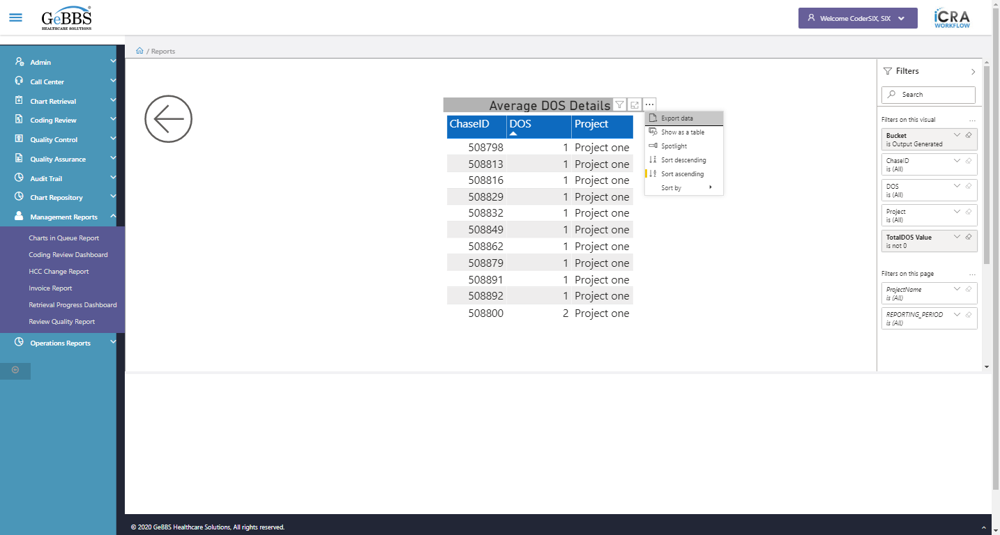 GeBBS
HEALTHCARE SOLUTIONS
Welcome CoderSIX, SIX
iCRA
WORKFLOW
/ Reports
Admin
Call Center
Chart Retrieval
Coding Review
Quality Control
Quality Assurance
Audit Trail
Chart Repository
Management Reports
Charts in Queue Report
Coding Review Dashboard
HCC Change Report
Invoice Report
Retrieval Progress Dashboard
Review Quality Report
Operations Reports
Average DOS Details
ChaseID DOS Project
508798 1 Project one
508813 1 Project one
508816 1 Project one
508829 1 Project one
508832 1 Project one
508849 1 Project one
508862 1 Project one
508879 1 Project one
508891 1 Project one
508892 1 Project one
508800 2 Project one
Export data
Show as a table
Spotlight
Sort descending
Sort ascending
Sort by
Filters
Search
Filters on this visual
Bucket
is Output Generated
ChaseID
is (All)
DOS
is (All)
Project
is (All)
TotalDOS Value
is not 0
Filters on this page
ProjectName
is (All)
REPORTING_PERIOD
is (All)
© 2020 GeBBS Healthcare Solutions, All rights reserved.